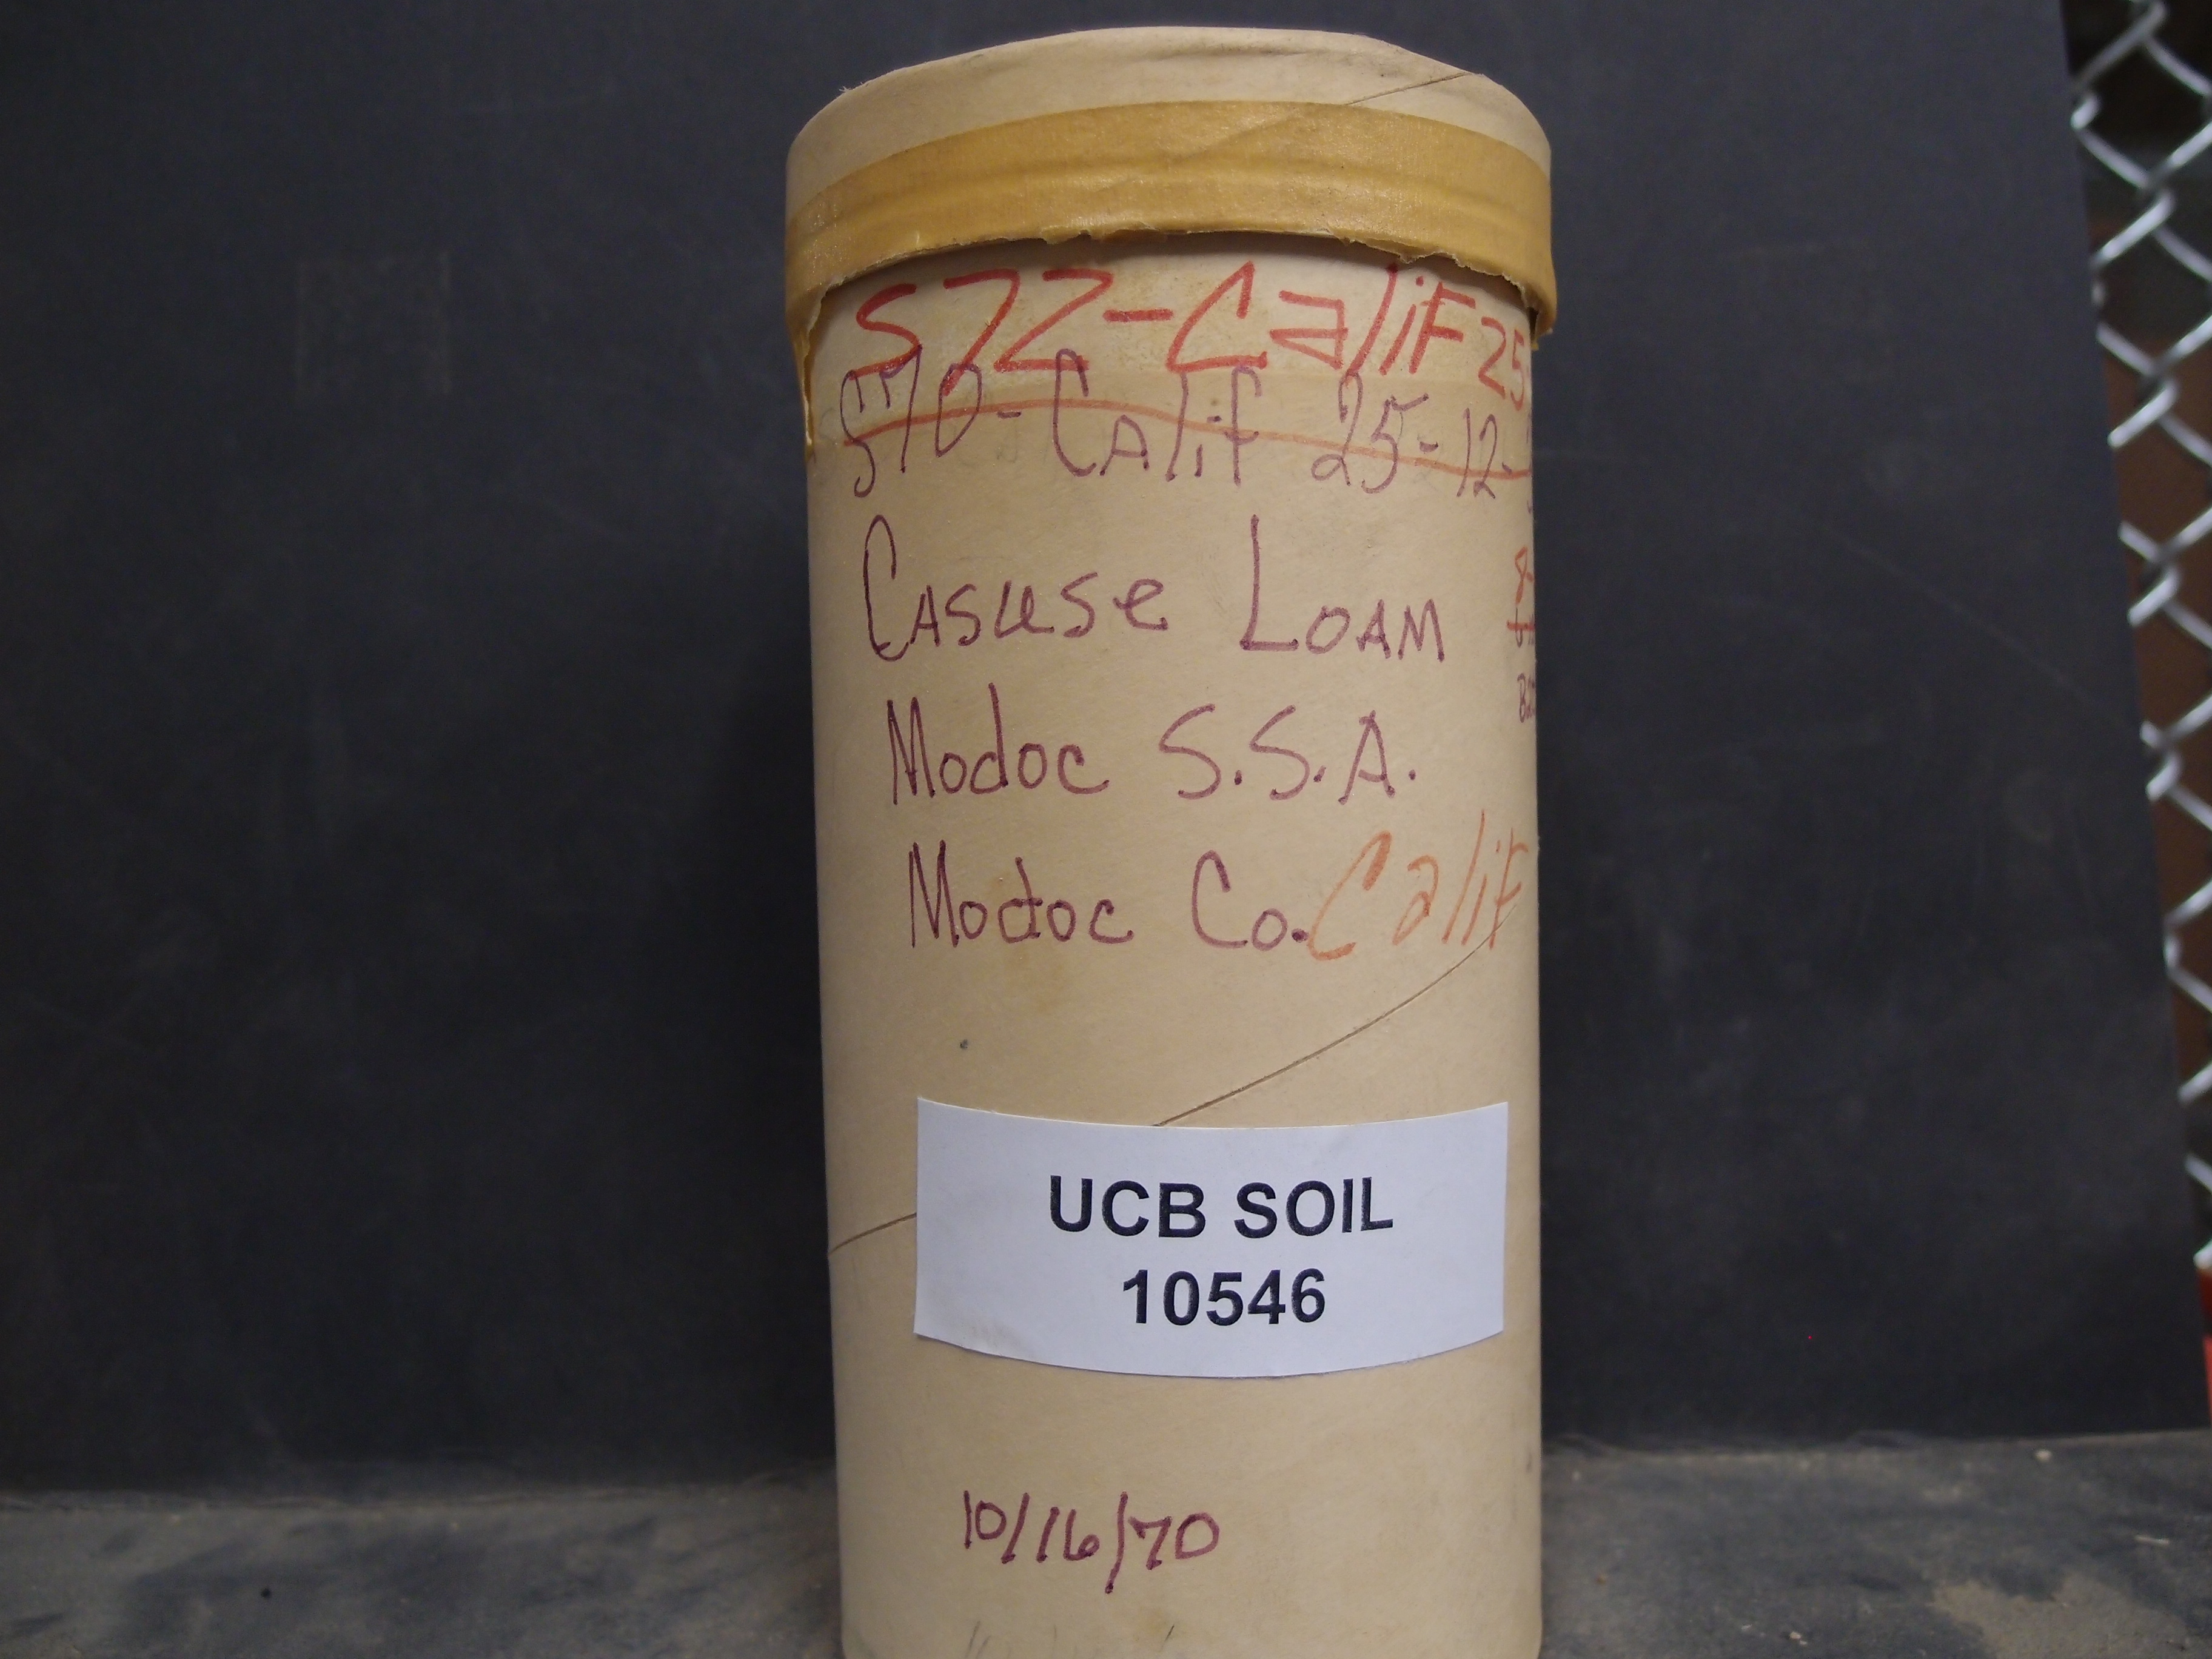 S72-Calif 25
S70-Calif 25-12-
Casuse Loam
Modoc S.S.A.
Modoc Co. Calif
UCB SOIL
10546
10/16/70